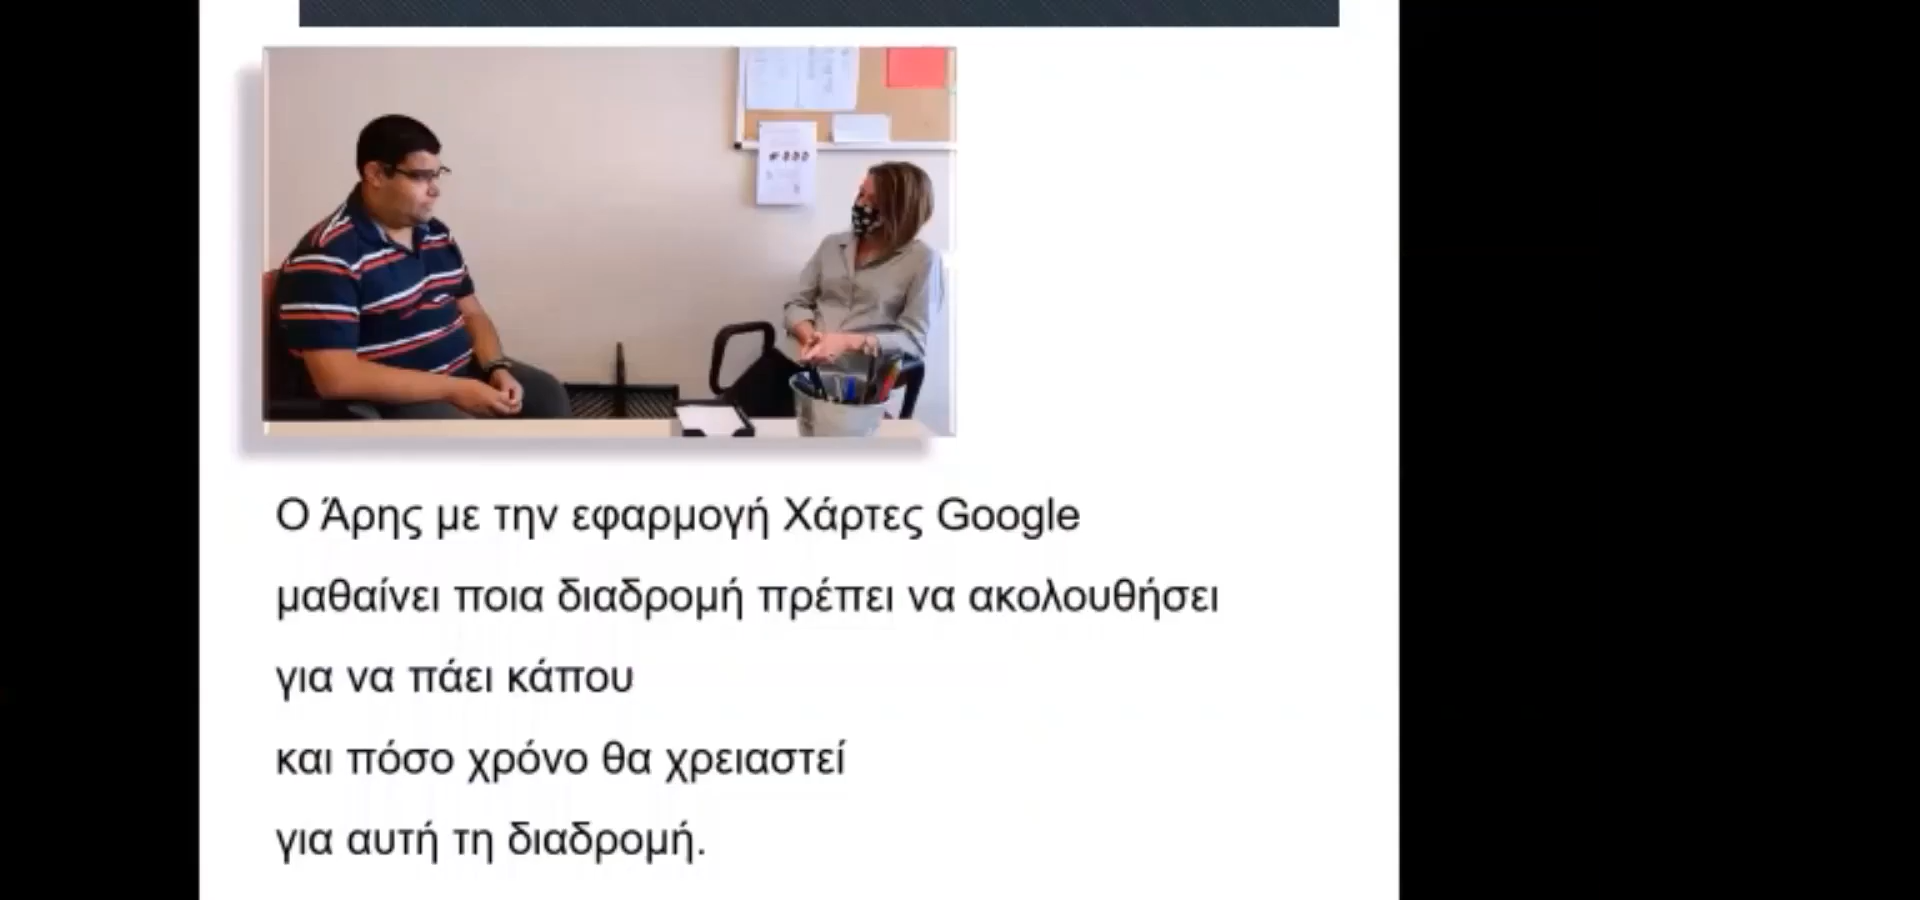 Ο Άρης με την εφαρμογή Χάρτες Google
μαθαίνει ποια διαδρομή πρέπει να ακολουθήσει
για να πάει κάπου
και πόσο χρόνο θα χρειαστεί
για αυτή τη διαδρομή.